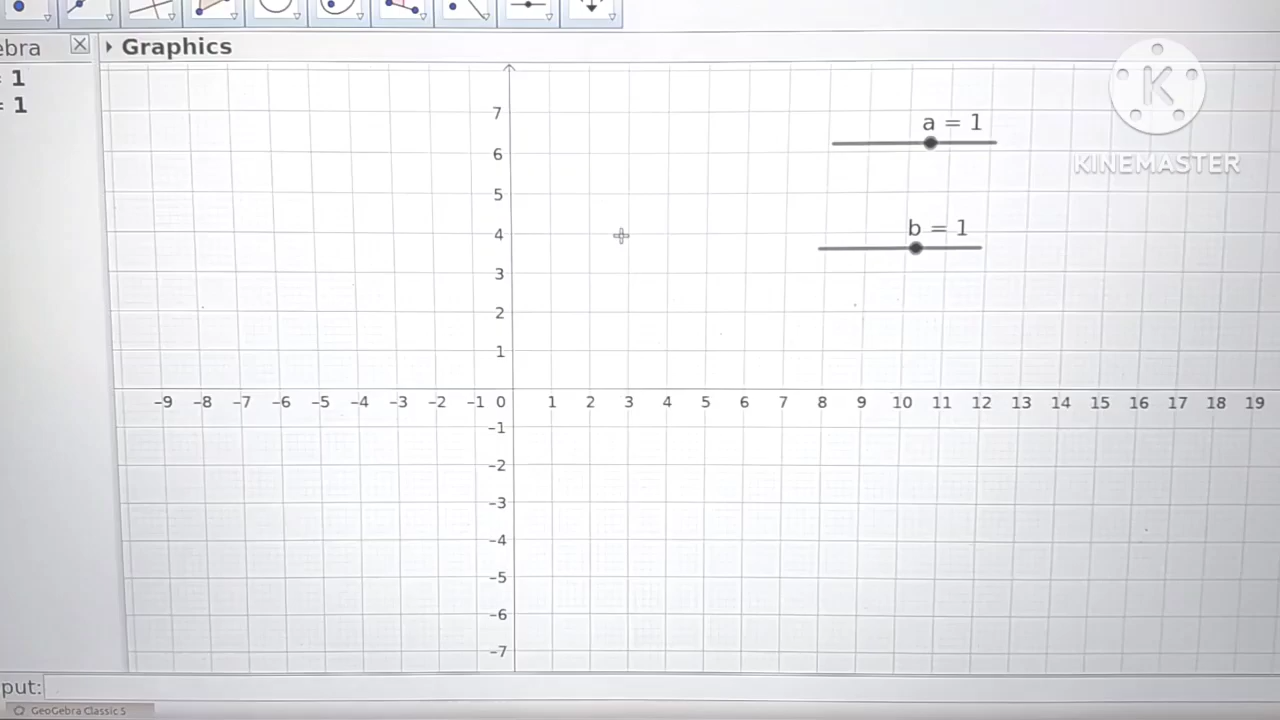 ebra
Graphics
= 1
= 1
a = 1
b = 1
K
KINEMASTER
7
6
5
4
3
2
1
–9 –8 –7 –6 –5 –4 –3 –2 –1 0 1 2 3 4 5 6 7 8 9 10 11 12 13 14 15 16 17 18 19
–1
–2
–3
–4
–5
–6
–7
put:
GeoGebra Classic 5